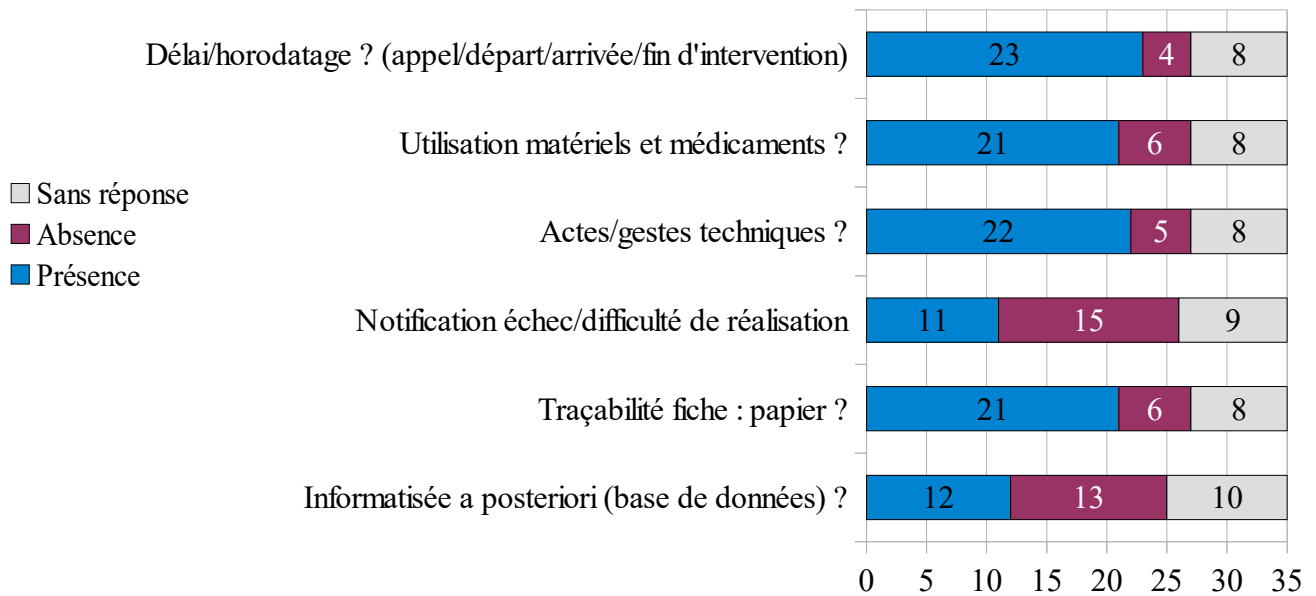 Délai/horodatage ? (appel/départ/arrivée/fin d'intervention)
23 4 8
Utilisation matériels et médicaments ?
21 6 8
Sans réponse
Absence
Présence
Actes/gestes techniques ?
22 5 8
Notification échec/difficulté de réalisation
11 15 9
Traçabilité fiche : papier ?
21 6 8
Informatisée a posteriori (base de données) ?
12 13 10
0 5 10 15 20 25 30 35